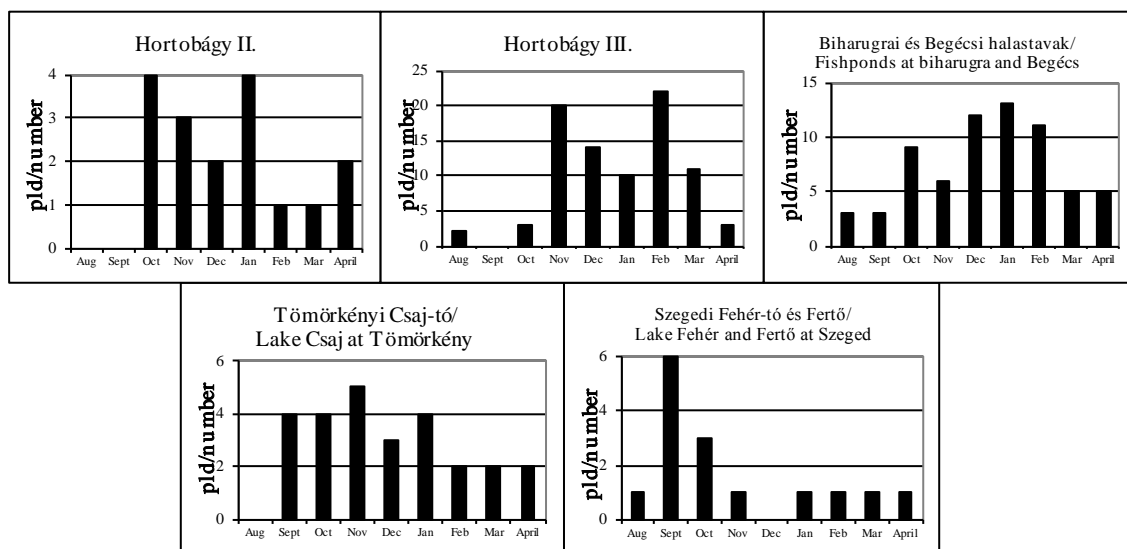 Hortobágy II.
pld/number
4
3
2
1
0
Aug Sept Oct Nov Dec Jan Feb Mar April
Hortobágy III.
pld/number
25
20
15
10
5
0
Aug Sept Oct Nov Dec Jan Feb Mar April
Biharugrai és Begécsi halastavak/
Fishponds at biharugra and Begécs
pld/number
15
10
5
0
Aug Sept Oct Nov Dec Jan Feb Mar April
Tömörkényi Csaj-tó/
Lake Csaj at Tömörkény
pld/number
6
4
2
0
Aug Sept Oct Nov Dec Jan Feb Mar April
Szegedi Fehér-tó és Fertő/
Lake Fehér and Fertő at Szeged
pld/number
6
4
2
0
Aug Sept Oct Nov Dec Jan Feb Mar April